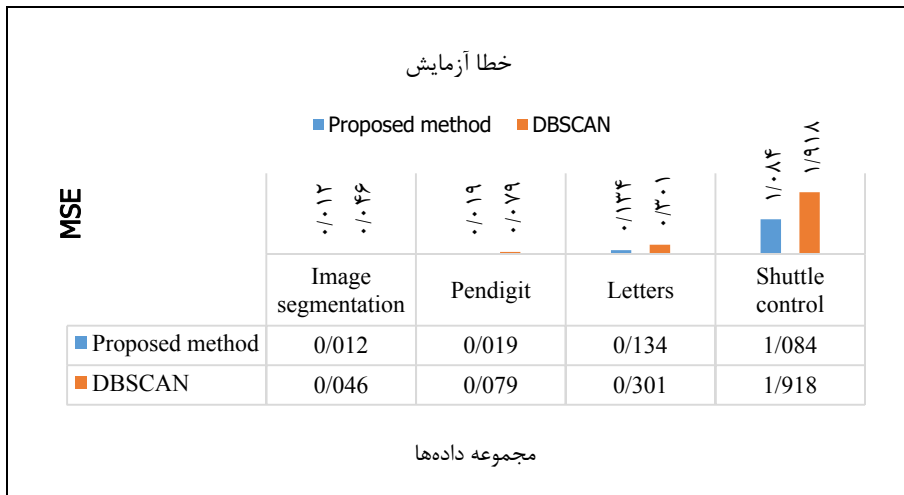 خطا آزمایش
Proposed method DBSCAN
MSE
۰/۰۱۲ ۰/۰۴۶ ۰/۰۱۹ ۰/۰۷۹ ۰/۱۳۴ ۰/۳۰۱ ۱/۰۸۴ ۱/۹۱۸
Image segmentation Pendigit Letters Shuttle control
Proposed method 0/012 0/019 0/134 1/084
DBSCAN 0/046 0/079 0/301 1/918
مجموعه داده‌ها